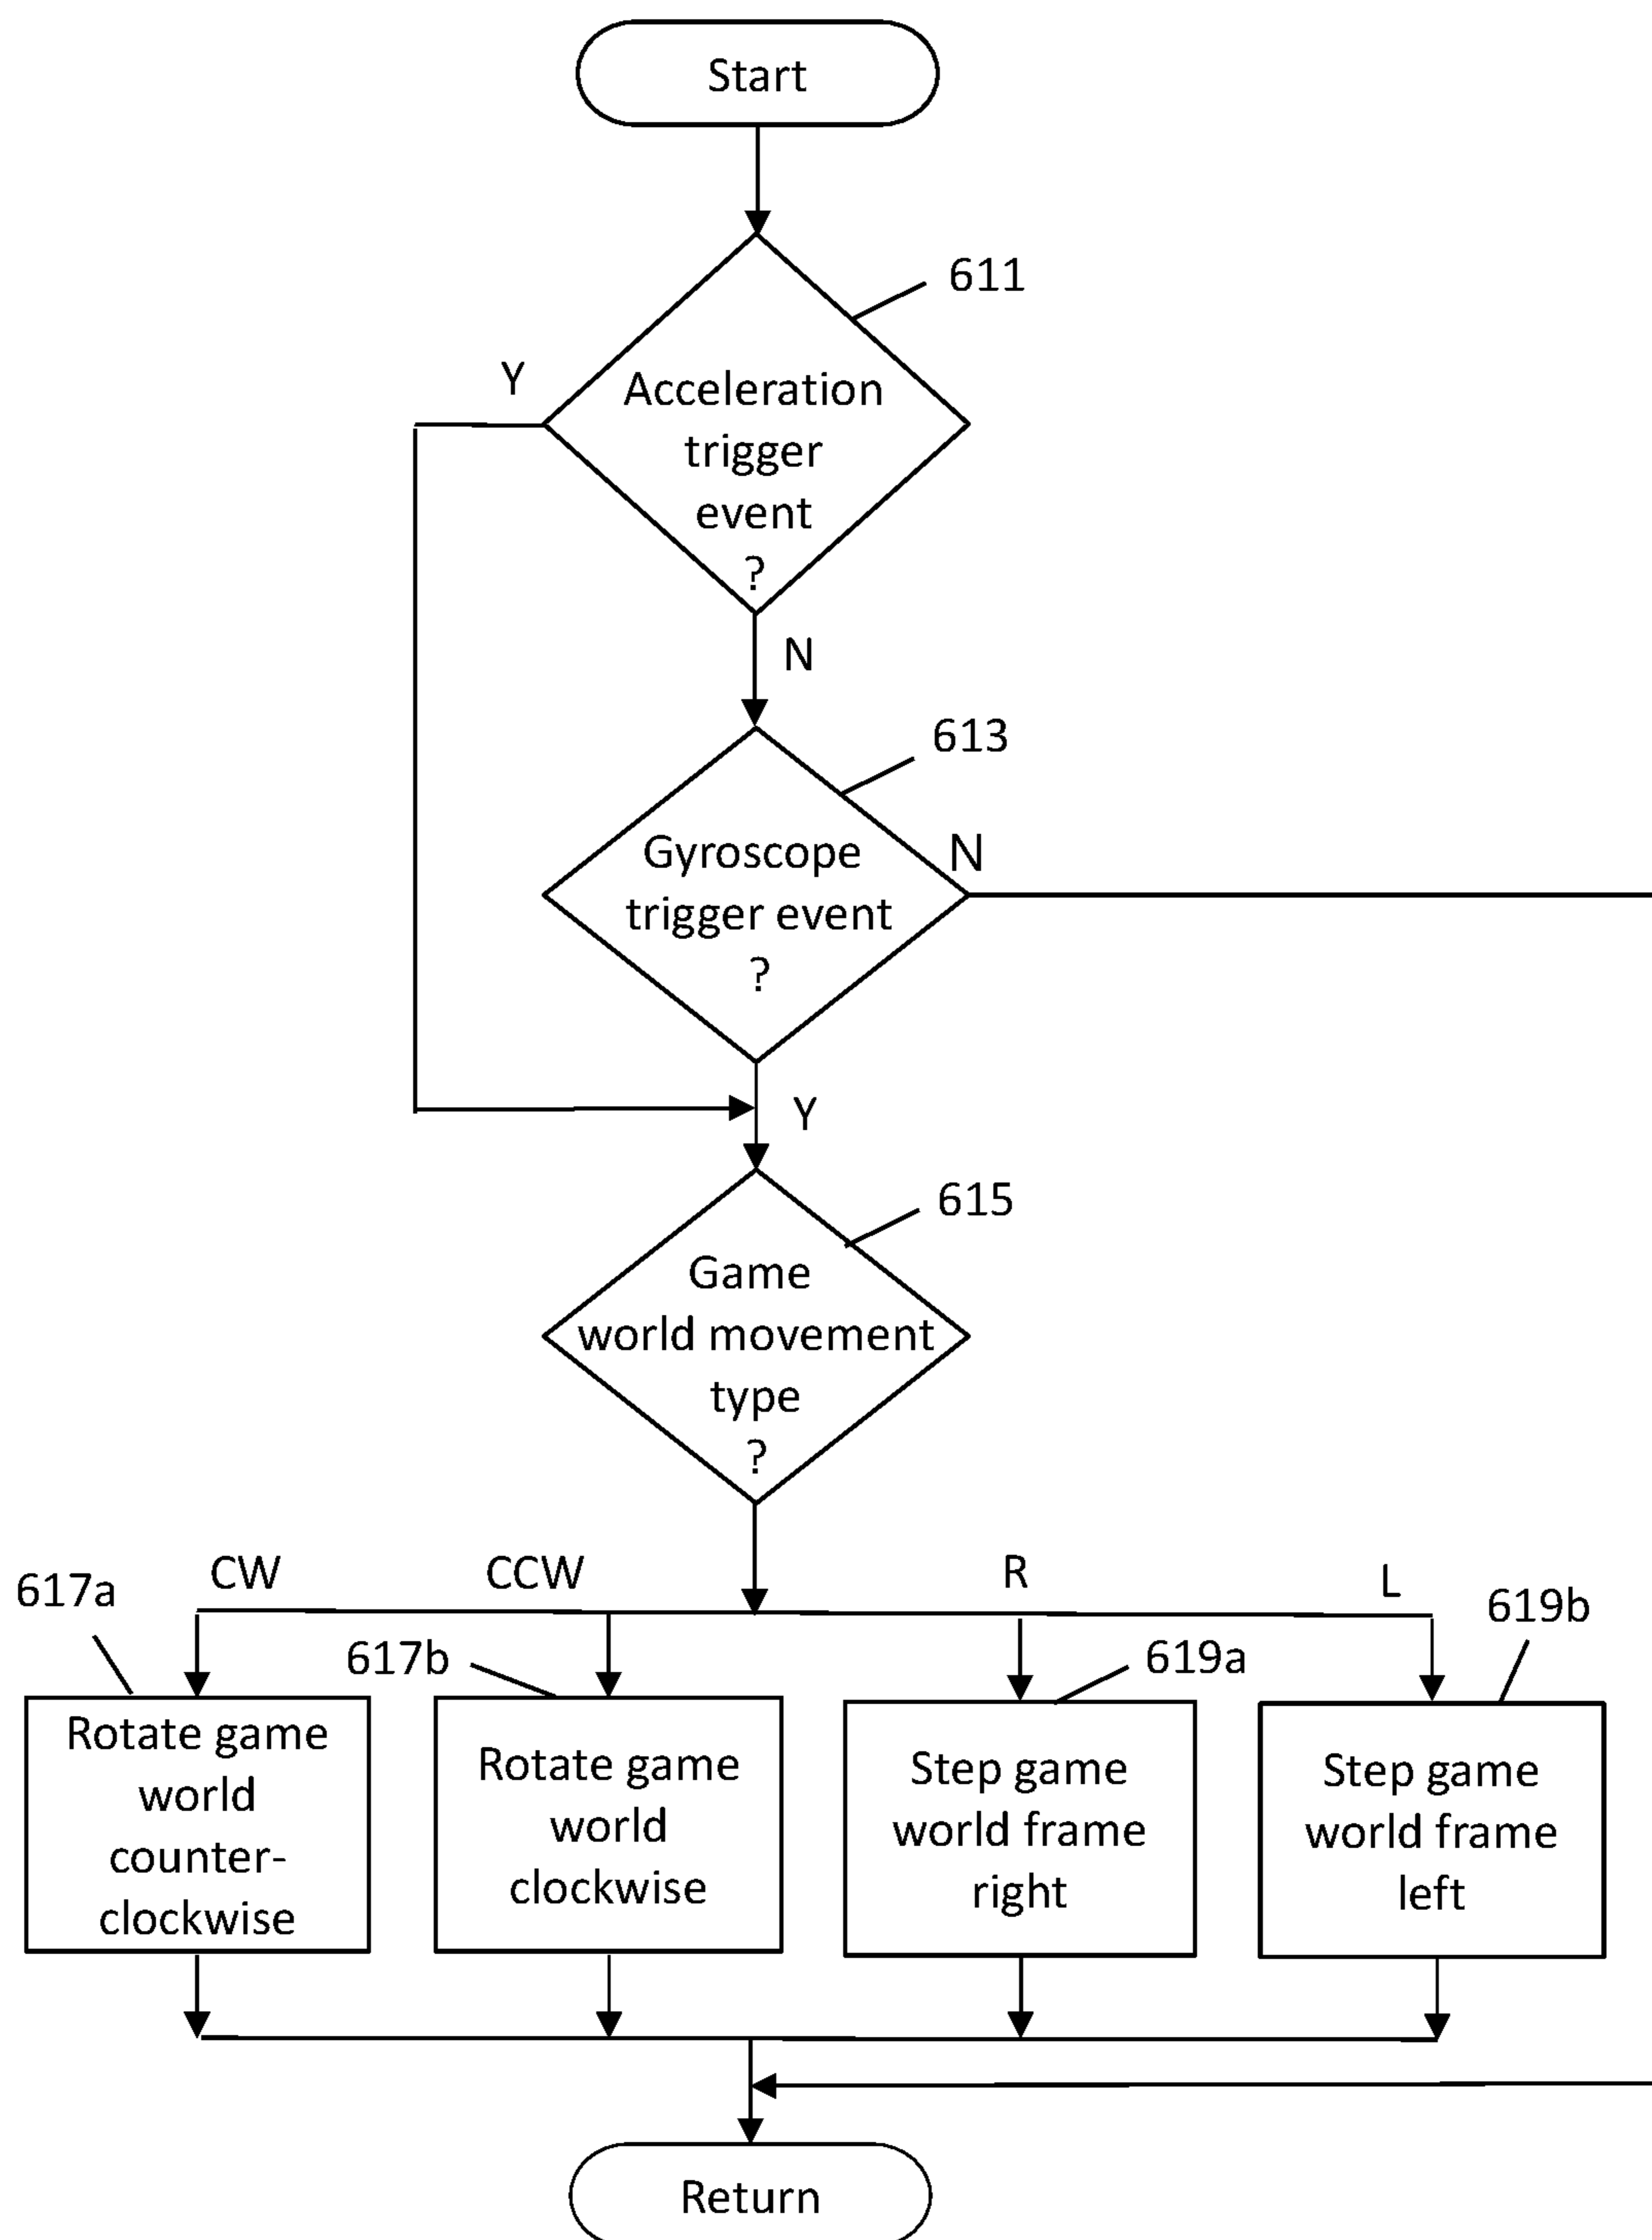 Start
611
Y
Acceleration
trigger
event
?
N
613
Gyroscope
trigger event
?
N
Y
615
Game
world movement
type
?
617a
CW
CCW
R
L
619b
617b
619a
Rotate game
world
counter-
clockwise
Rotate game
world
clockwise
Step game
world frame
right
Step game
world frame
left
Return